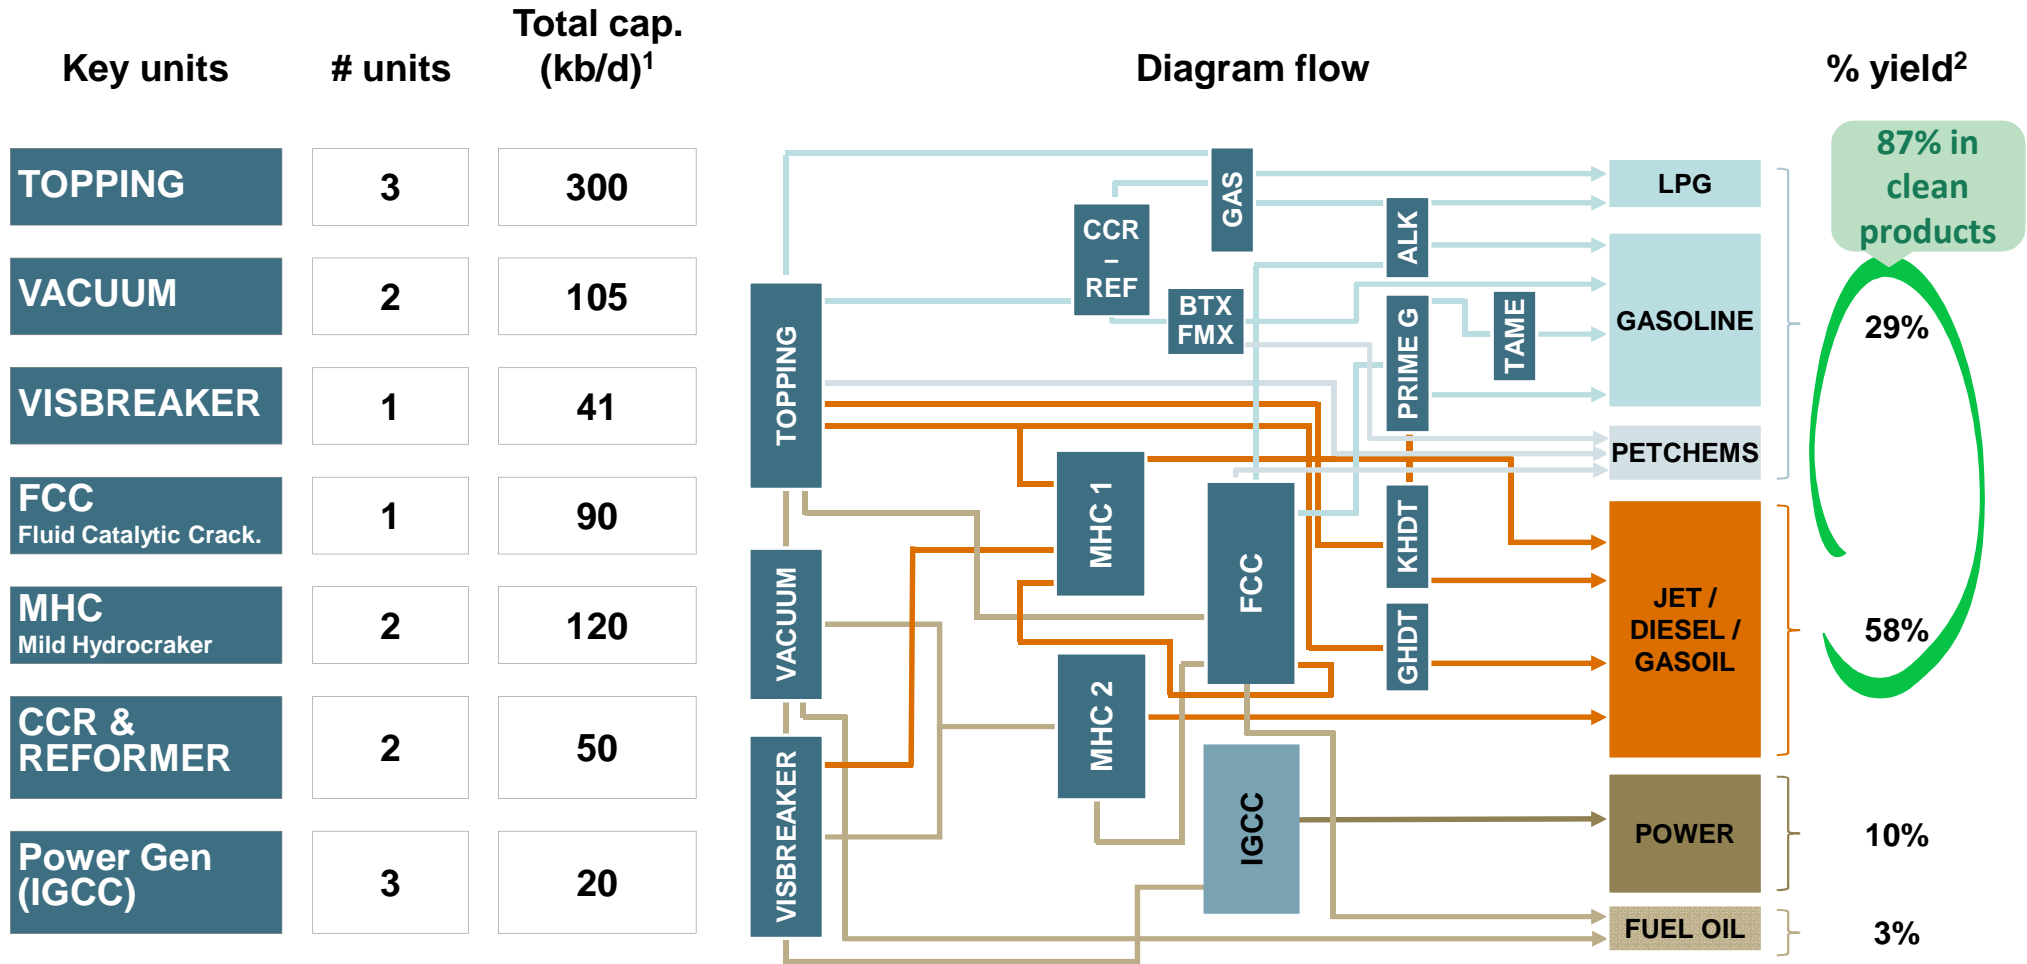 Key units
# units
Total cap.
(kb/d)1
Diagram flow
% yield2
TOPPING
3
300
VACUUM
2
105
VISBREAKER
1
41
FCC
Fluid Catalytic Crack.
1
90
MHC
Mild Hydrocraker
2
120
CCR &
REFORMER
2
50
Power Gen
(IGCC)
3
20
TOPPING
VACUUM
VISBREAKER
CCR
–
REF
GAS
BTX
FMX
MHC 1
MHC 2
FCC
IGCC
ALK
PRIME G
TAME
KHDT
GHDT
LPG
GASOLINE
PETCHEMS
JET /
DIESEL /
GASOIL
POWER
FUEL OIL
87% in
clean
products
29%
58%
10%
3%